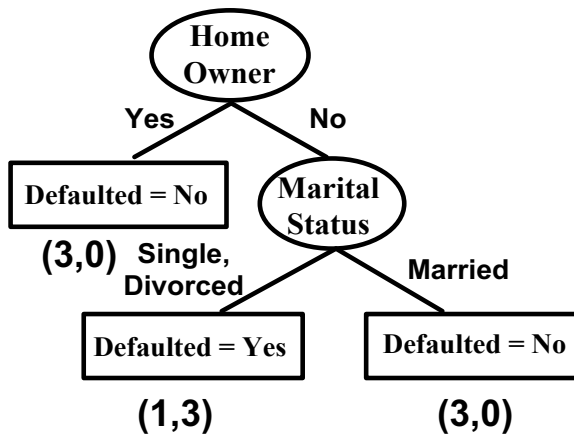 Home
Owner
Yes
No
Defaulted = No
Marital
Status
(3,0)
Single,
Divorced
Married
Defaulted = Yes
Defaulted = No
(1,3)
(3,0)